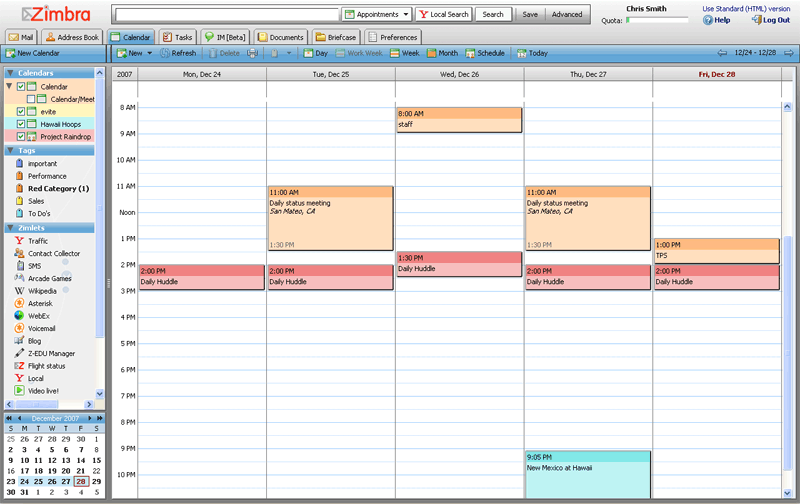 Zimbra
Appointments
Local Search
Search
Save
Advanced
Chris Smith
Quota:
Use Standard (HTML) version
Help
Log Out
Mail
Address Book
Calendar
Tasks
IM [Beta]
Documents
Briefcase
Preferences
New Calendar
New
Refresh
Delete
Day
Work Week
Week
Month
Schedule
Today
12/24 - 12/28
Calendars
Calendar
Calendar/Meet
evite
Hawaii Hoops
Project Raindrop
Tags
important
Performance
Red Category (1)
Sales
To Do's
Zimlets
Traffic
Contact Collector
SMS
Arcade Games
Wikipedia
Asterisk
WebEx
Voicemail
Blog
Z-EDU Manager
Flight status
Local
Video live!
December 2007
S M T W T F S
25 26 27 28 29 30 1
2 3 4 5 6 7 8
9 10 11 12 13 14 15
16 17 18 19 20 21 22
23 24 25 26 27 28 29
30 31 1 2 3 4 5
2007
Mon, Dec 24
Tue, Dec 25
Wed, Dec 26
Thu, Dec 27
Fri, Dec 28
8 AM
9 AM
10 AM
11 AM
Noon
1 PM
2 PM
3 PM
4 PM
5 PM
6 PM
7 PM
8 PM
9 PM
10 PM
2:00 PM
Daily Huddle
11:00 AM
Daily status meeting
San Mateo, CA
1:30 PM
2:00 PM
Daily Huddle
8:00 AM
staff
1:30 PM
Daily Huddle
11:00 AM
Daily status meeting
San Mateo, CA
1:30 PM
2:00 PM
Daily Huddle
9:05 PM
New Mexico at Hawaii
1:00 PM
TPS
2:00 PM
Daily Huddle